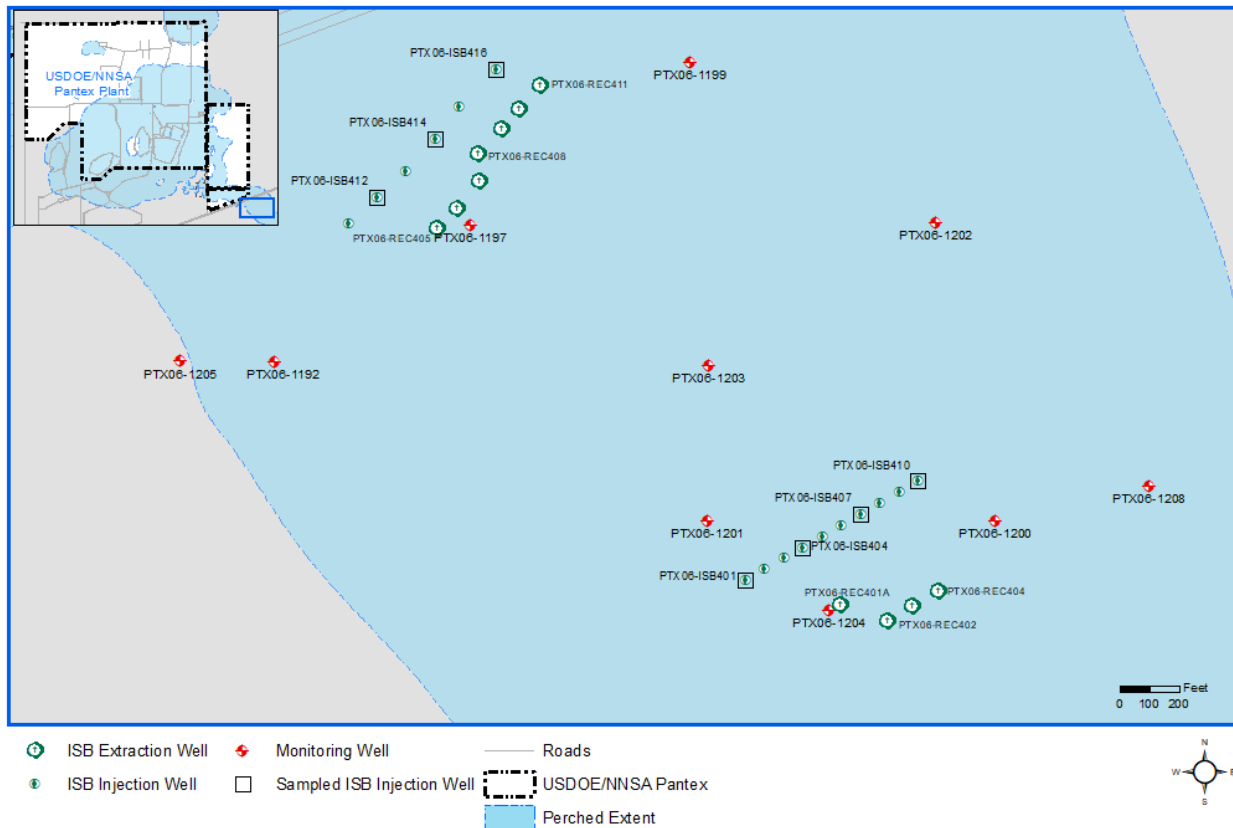 PTX06-ISB416
PTX06-1199
USDOE/NNSA
Pantex Plant
PTX06-REC411
PTX06-ISB414
PTX06-REC408
PTX06-ISB412
PTX06-REC405
PTX06-1197
PTX06-1202
PTX06-1205
PTX06-1192
PTX06-1203
PTX06-ISB410
PTX06-1208
PTX06-ISB407
PTX06-1201
PTX06-1200
PTX06-ISB404
PTX06-ISB401
PTX06-REC401A
PTX06-REC404
PTX06-1204
PTX06-REC402
Feet
0 100 200
ISB Extraction Well
Monitoring Well
Roads
ISB Injection Well
Sampled ISB Injection Well
USDOE/NNSA Pantex
Perched Extent
N
W
E
S